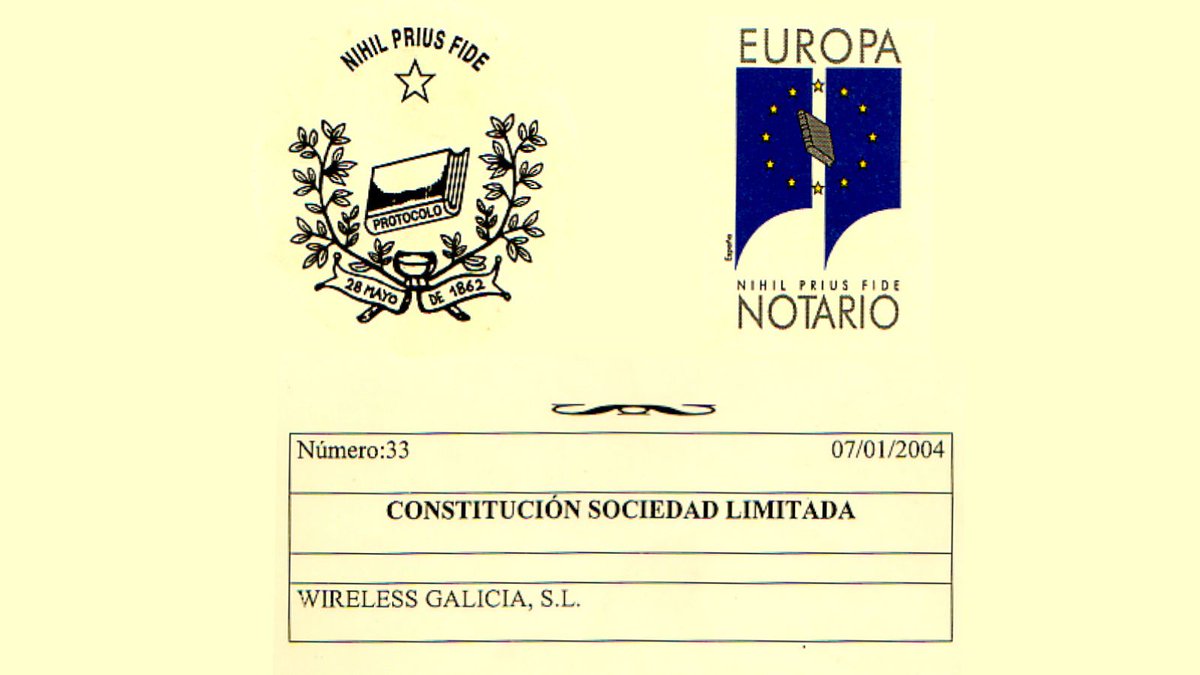 NIHIL PRIUS FIDE
PROTOCOLO
28 MAYO DE 1862
EUROPA
España
NIHIL PRIUS FIDE
NOTARIO
Número:33 07/01/2004
CONSTITUCIÓN SOCIEDAD LIMITADA
WIRELESS GALICIA, S.L.